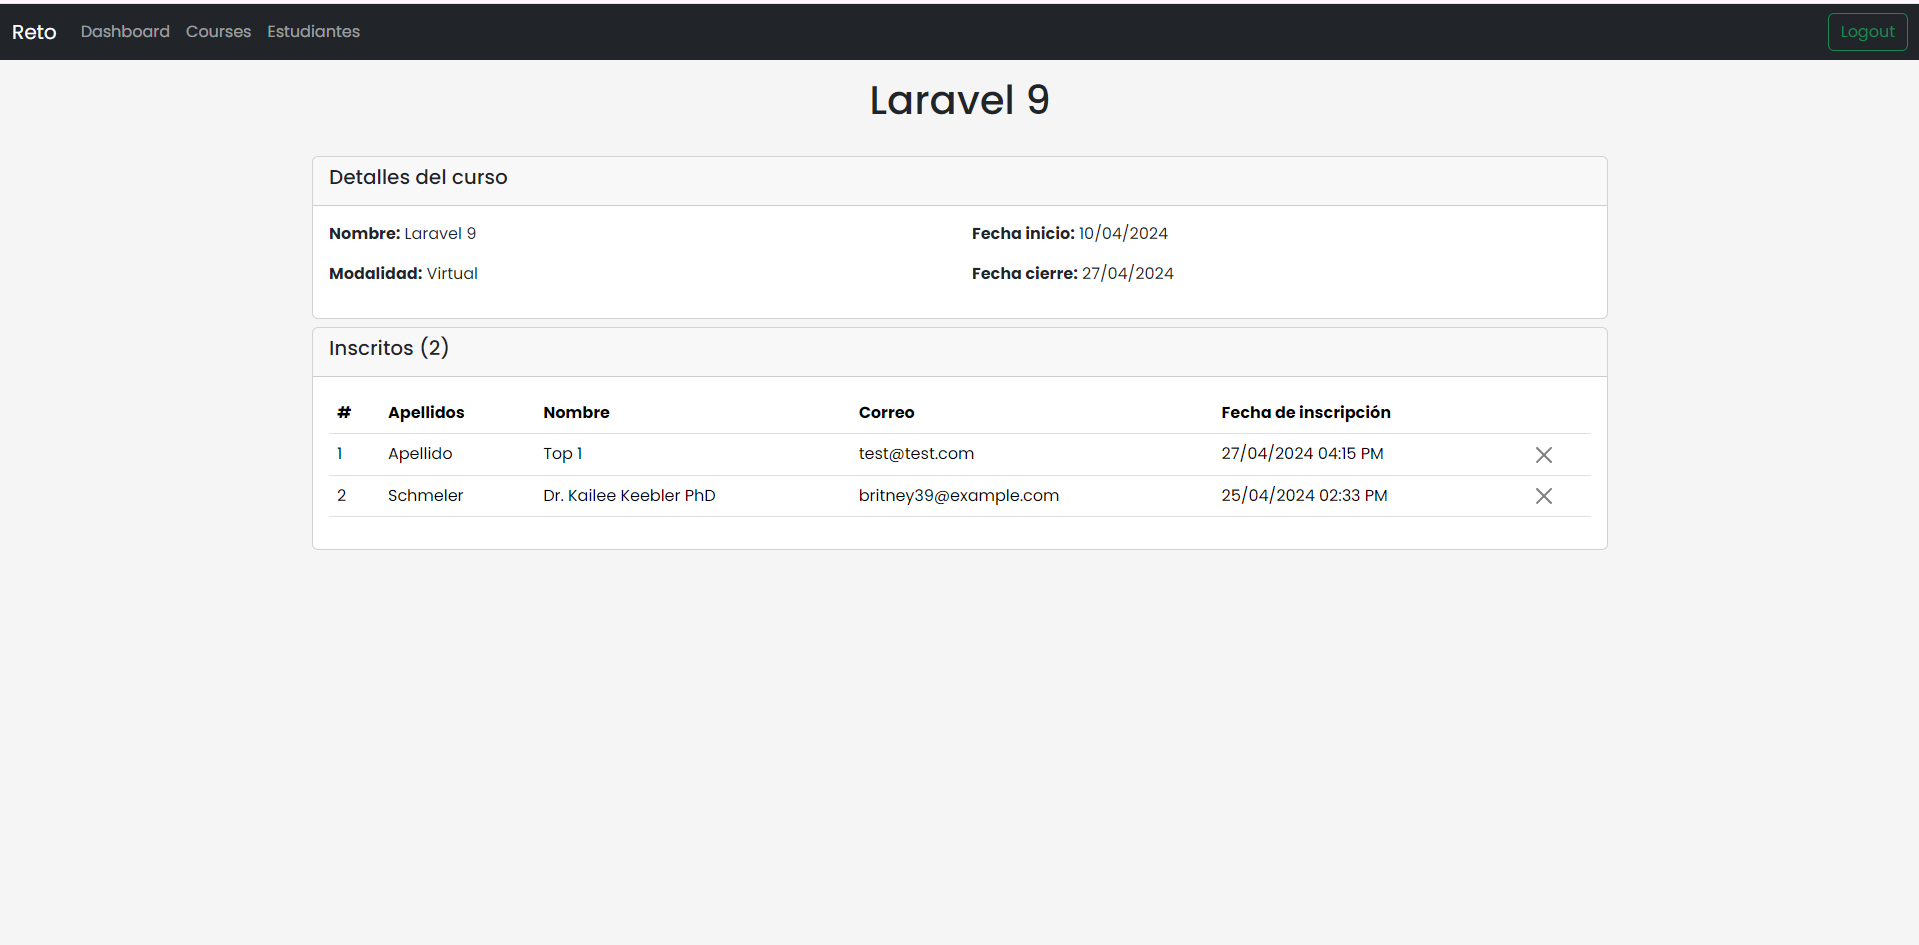 Reto Dashboard Courses Estudiantes Logout
Laravel 9
Detalles del curso
Nombre: Laravel 9 Fecha inicio: 10/04/2024
Modalidad: Virtual Fecha cierre: 27/04/2024
Inscritos (2)
# Apellidos Nombre Correo Fecha de inscripción
1 Apellido Top 1 test@test.com 27/04/2024 04:15 PM
2 Schmeler Dr. Kailee Keebler PhD britney39@example.com 25/04/2024 02:33 PM